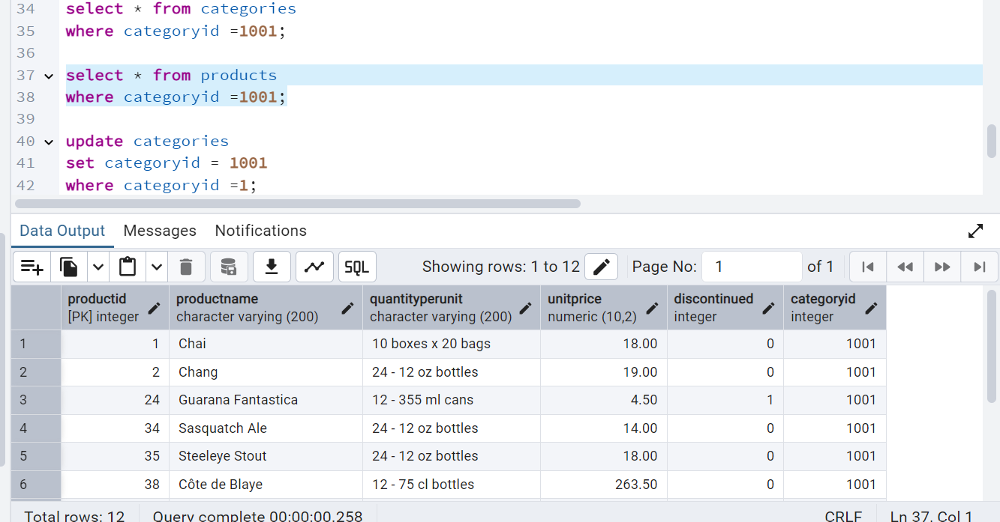 34 select * from categories
35 where categoryid =1001;
36
37 select * from products
38 where categoryid =1001;
39
40 update categories
41 set categoryid = 1001
42 where categoryid =1;
Data Output Messages Notifications
SQL Showing rows: 1 to 12 Page No: 1 of 1
productid productname quantityperunit unitprice discontinued categoryid
[PK] integer character varying (200) character varying (200) numeric (10,2) integer integer
1 1 Chai 10 boxes x 20 bags 18.00 0 1001
2 2 Chang 24 - 12 oz bottles 19.00 0 1001
3 24 Guarana Fantastica 12 - 355 ml cans 4.50 1 1001
4 34 Sasquatch Ale 24 - 12 oz bottles 14.00 0 1001
5 35 Steeleye Stout 24 - 12 oz bottles 18.00 0 1001
6 38 Côte de Blaye 12 - 75 cl bottles 263.50 0 1001
Total rows: 12 Query complete 00:00:00.258 CRLF Ln 37, Col 1